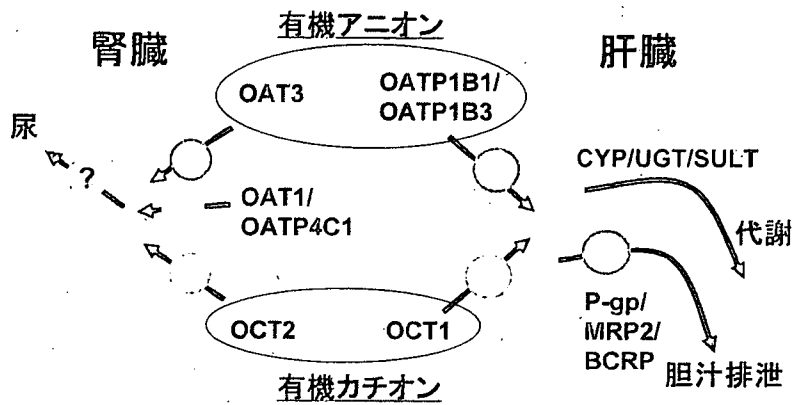 有機アニオン
腎臓
肝臓
OAT3
OATP1B1/
OATP1B3
尿
?
CYP/UGT/SULT
OAT1/
OATP4C1
代謝
P-gp/
MRP2/
BCRP
OCT2
OCT1
胆汁排泄
有機カチオン